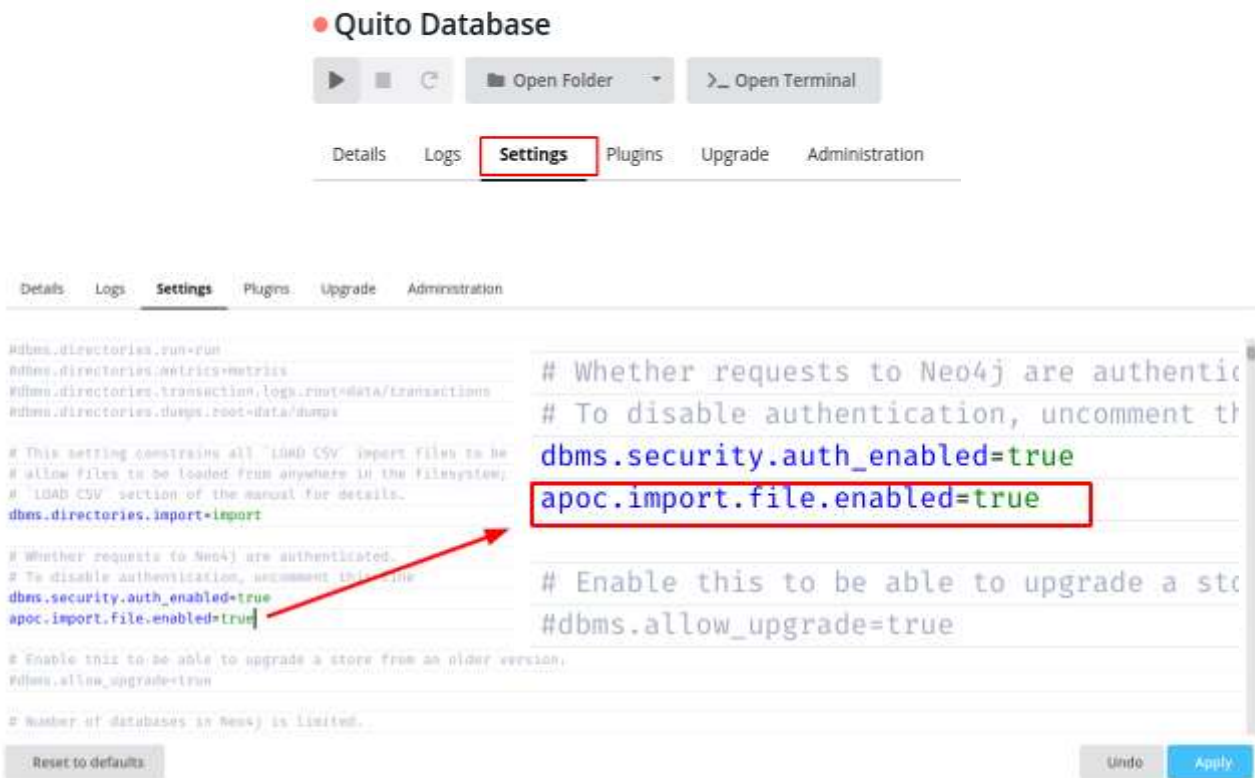 Quito Database
Open Folder
>_ Open Terminal
Details Logs Settings Plugins Upgrade Administration
Details Logs Settings Plugins Upgrade Administration
#dbms.directories.run=run
#dbms.directories.metrics=metrics
#dbms.directories.transaction.logs.root=data/transactions
#dbms.directories.dumps.root=data/dumps
# This setting constrains all `LOAD CSV` import files to be
# allow files to be loaded from anywhere in the filesystem;
# `LOAD CSV` section of the manual for details.
dbms.directories.import=import
# Whether requests to Neo4j are authenticated.
# To disable authentication, uncomment this line
dbms.security.auth_enabled=true
apoc.import.file.enabled=true
# Enable this to be able to upgrade a store from an older version.
#dbms.allow_upgrade=true
# Number of databases in Neo4j is limited.
# Whether requests to Neo4j are authentic
# To disable authentication, uncomment th
dbms.security.auth_enabled=true
apoc.import.file.enabled=true
# Enable this to be able to upgrade a sto
#dbms.allow_upgrade=true
Reset to defaults
Undo Apply